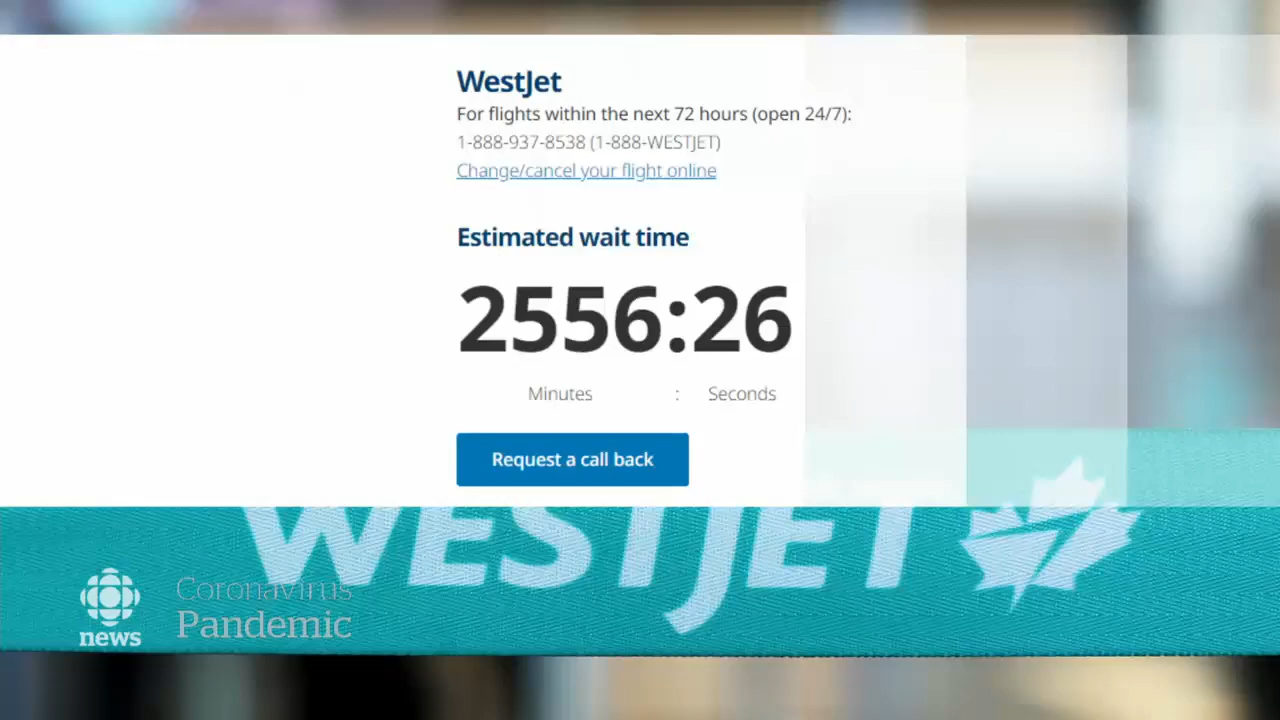 WestJet
For flights within the next 72 hours (open 24/7):
1-888-937-8538 (1-888-WESTJET)
Change/cancel your flight online
Estimated wait time
2556:26
Minutes : Seconds
Request a call back
WESTJET
Coronavirus
Pandemic
news